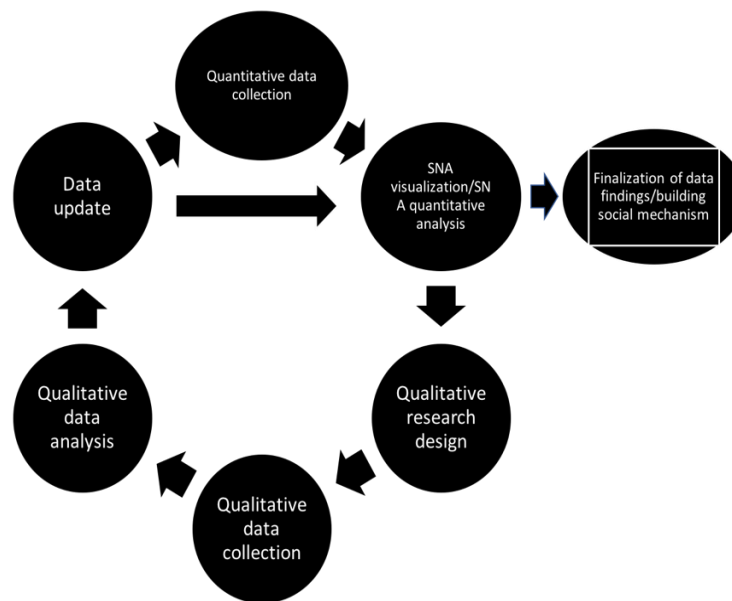 Quantitative data
collection
Data
update
SNA
visualization/SN
A quantitative
analysis
Finalization of data
findings/building
social mechanism
Qualitative
data
analysis
Qualitative
research
design
Qualitative
data
collection